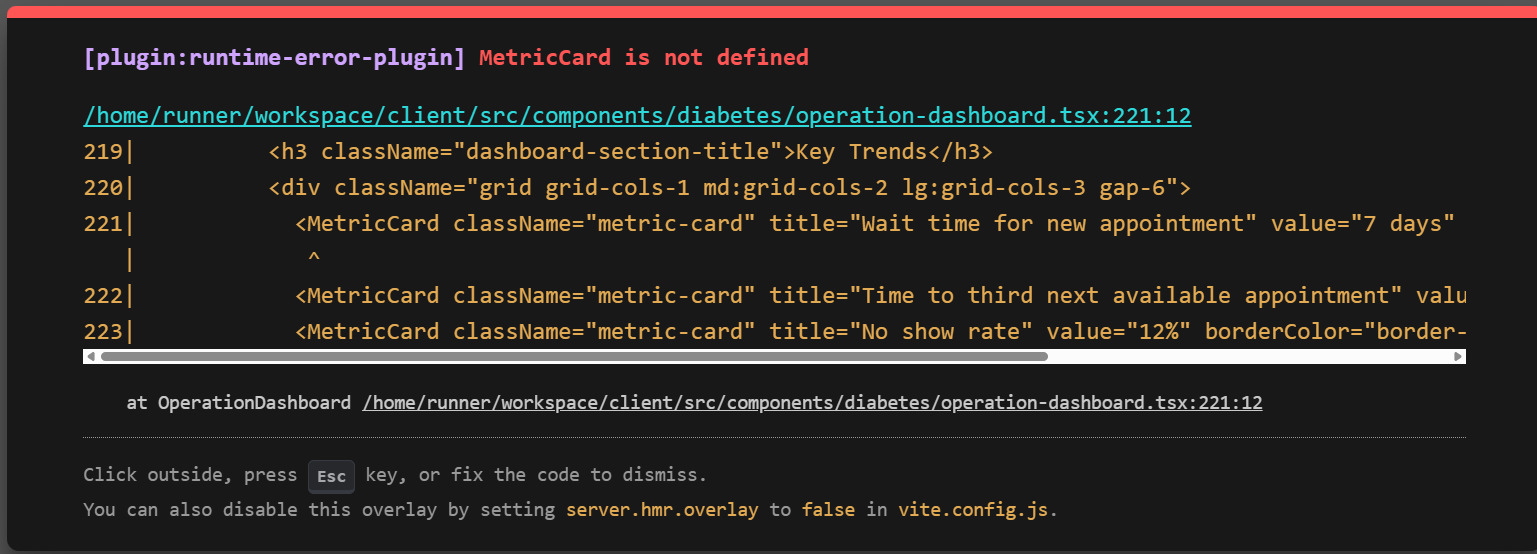 [plugin:runtime-error-plugin] MetricCard is not defined
/home/runner/workspace/client/src/components/diabetes/operation-dashboard.tsx:221:12
219|          <h3 className="dashboard-section-title">Key Trends</h3>
220|          <div className="grid grid-cols-1 md:grid-cols-2 lg:grid-cols-3 gap-6">
221|            <MetricCard className="metric-card" title="Wait time for new appointment" value="7 days"
   |             ^
222|            <MetricCard className="metric-card" title="Time to third next available appointment" valu
223|            <MetricCard className="metric-card" title="No show rate" value="12%" borderColor="border-
at OperationDashboard /home/runner/workspace/client/src/components/diabetes/operation-dashboard.tsx:221:12
Click outside, press Esc key, or fix the code to dismiss.
You can also disable this overlay by setting server.hmr.overlay to false in vite.config.js.